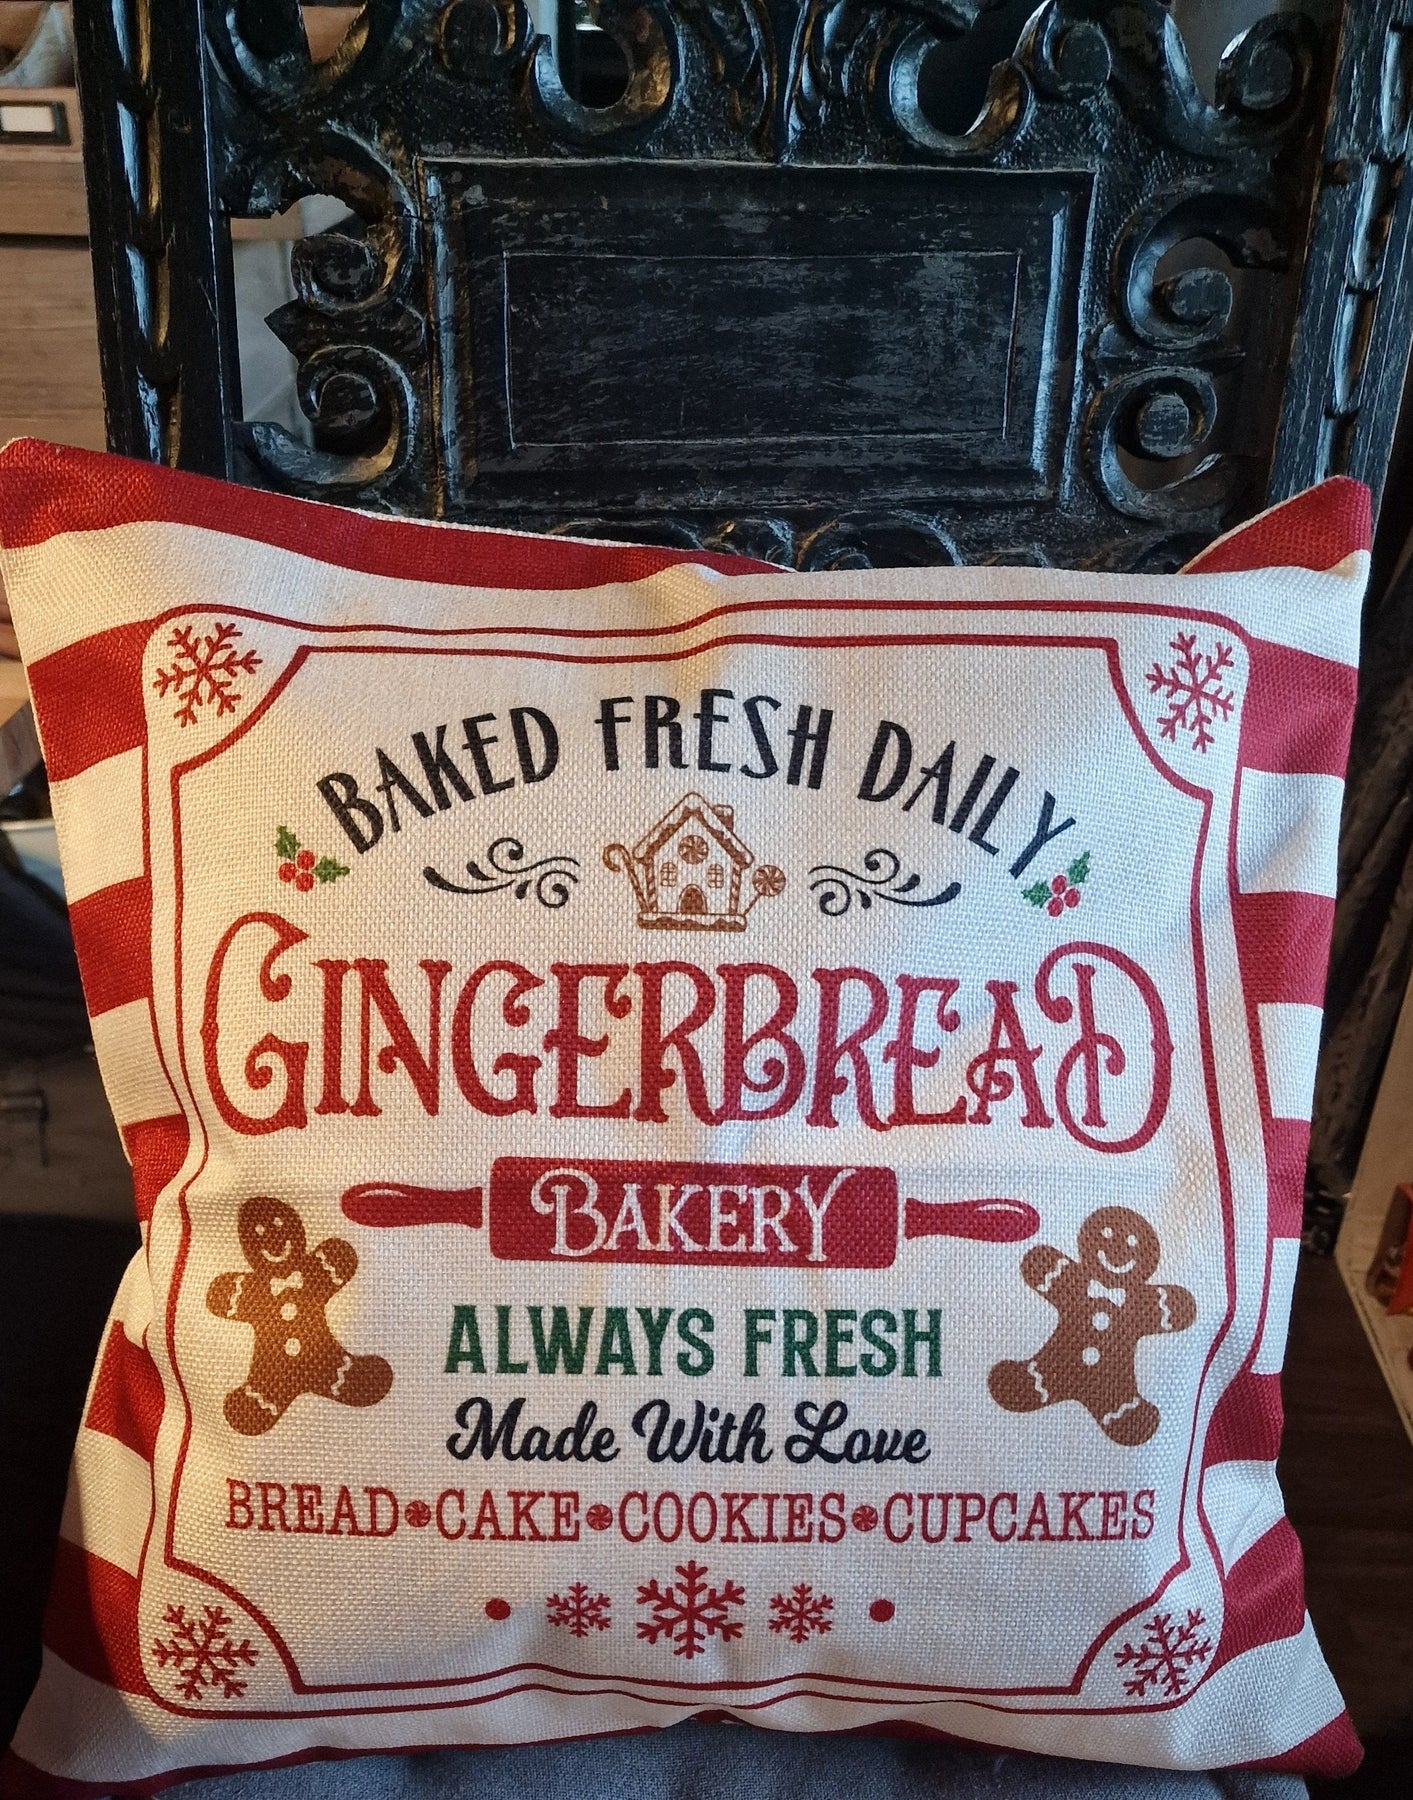 BAKED FRESH DAILY
GINGERBREAD
BAKERY
ALWAYS FRESH
Made With Love
BREAD•CAKE•COOKIES•CUPCAKES